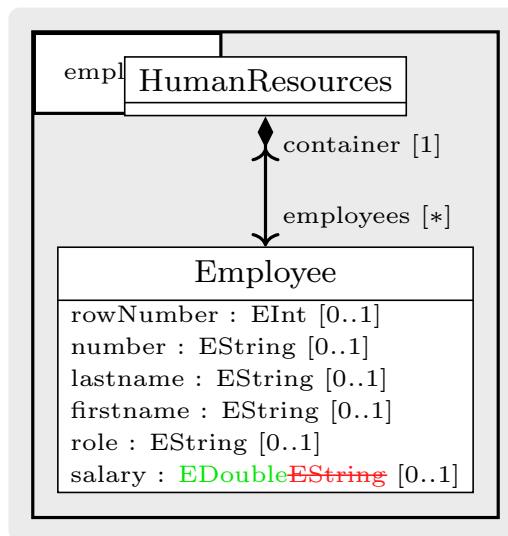 empl
HumanResources
container [1]
employees [*]
Employee
rowNumber : EInt [0..1]
number : EString [0..1]
lastname : EString [0..1]
firstname : EString [0..1]
role : EString [0..1]
salary : EDoubleEString [0..1]